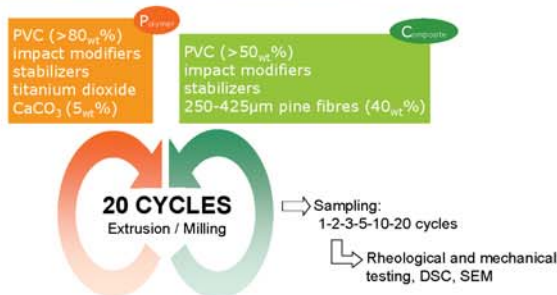 Polymer
PVC (>80wt%)
impact modifiers
stabilizers
titanium dioxide
CaCO3 (5wt%)
Composite
PVC (>50wt%)
impact modifiers
stabilizers
250-425µm pine fibres (40wt%)
20 CYCLES
Extrusion / Milling
Sampling:
1-2-3-5-10-20 cycles
Rheological and mechanical
testing, DSC, SEM